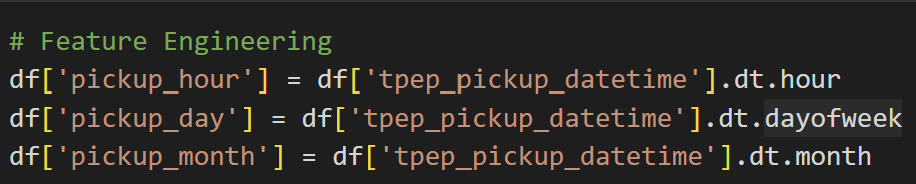 # Feature Engineering
df['pickup_hour'] = df['tpep_pickup_datetime'].dt.hour
df['pickup_day'] = df['tpep_pickup_datetime'].dt.dayofweek
df['pickup_month'] = df['tpep_pickup_datetime'].dt.month